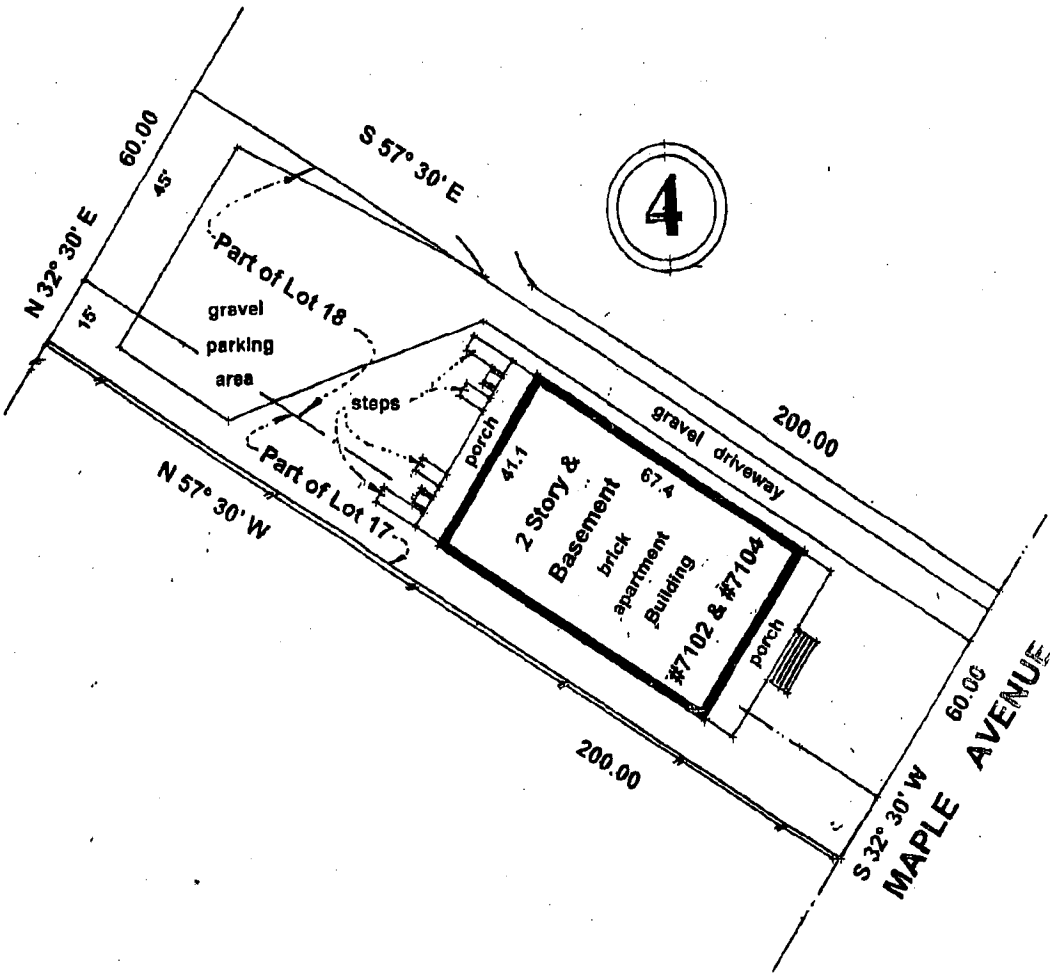 60.00
S 57° 30' E
4
45'
N 32° 30' E
15'
Part of Lot 18
gravel
parking
area
steps
porch
gravel driveway
200.00
41.1
67.4
2 Story &
Basement
brick
apartment
Building
#7102 & #7104
Part of Lot 17
N 57° 30' W
porch
200.00
60.00
S 32° 30' W
MAPLE AVENUE